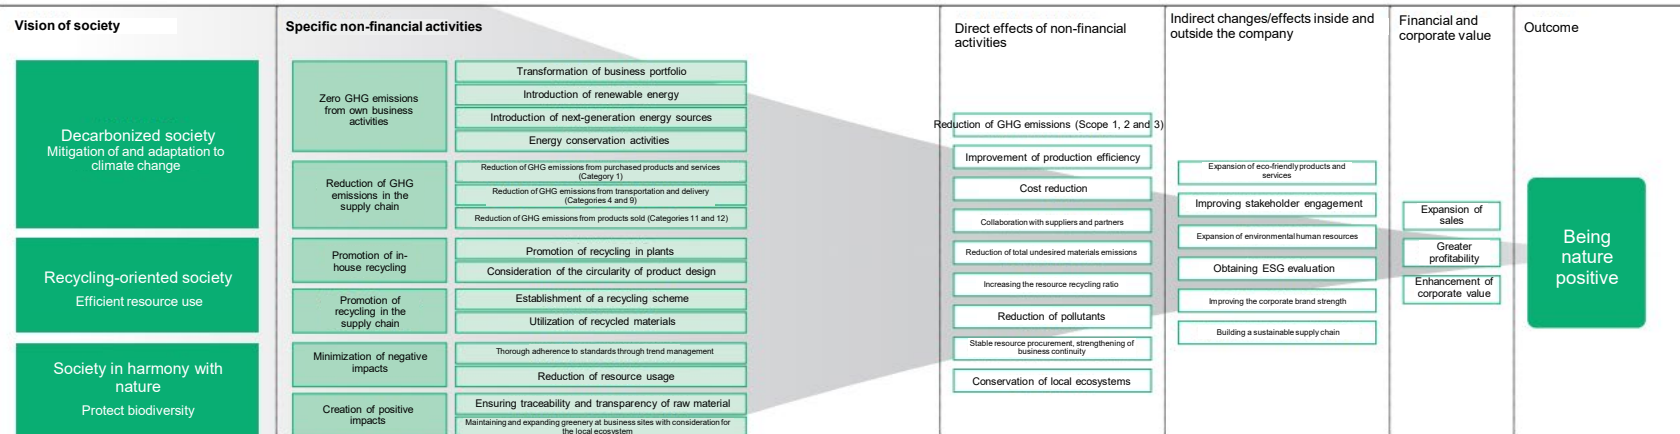 Vision of society
Specific non-financial activities
Direct effects of non-financial
activities
Indirect changes/effects inside and
outside the company
Financial and
corporate value
Outcome
Decarbonized society
Mitigation of and adaptation to
climate change
Zero GHG emissions
from own business
activities
Transformation of business portfolio
Introduction of renewable energy
Introduction of next-generation energy sources
Energy conservation activities
Reduction of GHG
emissions in the
supply chain
Reduction of GHG emissions from purchased products and services
(Category 1)
Reduction of GHG emissions from transportation and delivery
(Categories 4 and 9)
Reduction of GHG emissions from products sold (Categories 11 and 12)
Recycling-oriented society
Efficient resource use
Promotion of in-
house recycling
Promotion of recycling in plants
Consideration of the circularity of product design
Promotion of
recycling in the
supply chain
Establishment of a recycling scheme
Utilization of recycled materials
Society in harmony with
nature
Protect biodiversity
Minimization of negative
impacts
Thorough adherence to standards through trend management
Reduction of resource usage
Creation of positive
impacts
Ensuring traceability and transparency of raw material
Maintaining and expanding greenery at business sites with consideration for
the local ecosystem
Reduction of GHG emissions (Scope 1, 2 and 3)
Improvement of production efficiency
Cost reduction
Collaboration with suppliers and partners
Reduction of total undesired materials emissions
Increasing the resource recycling ratio
Reduction of pollutants
Stable resource procurement, strengthening of
business continuity
Conservation of local ecosystems
Expansion of eco-friendly products and
services
Improving stakeholder engagement
Expansion of environmental human resources
Obtaining ESG evaluation
Improving the corporate brand strength
Building a sustainable supply chain
Expansion of
sales
Greater
profitability
Enhancement of
corporate value
Being
nature
positive